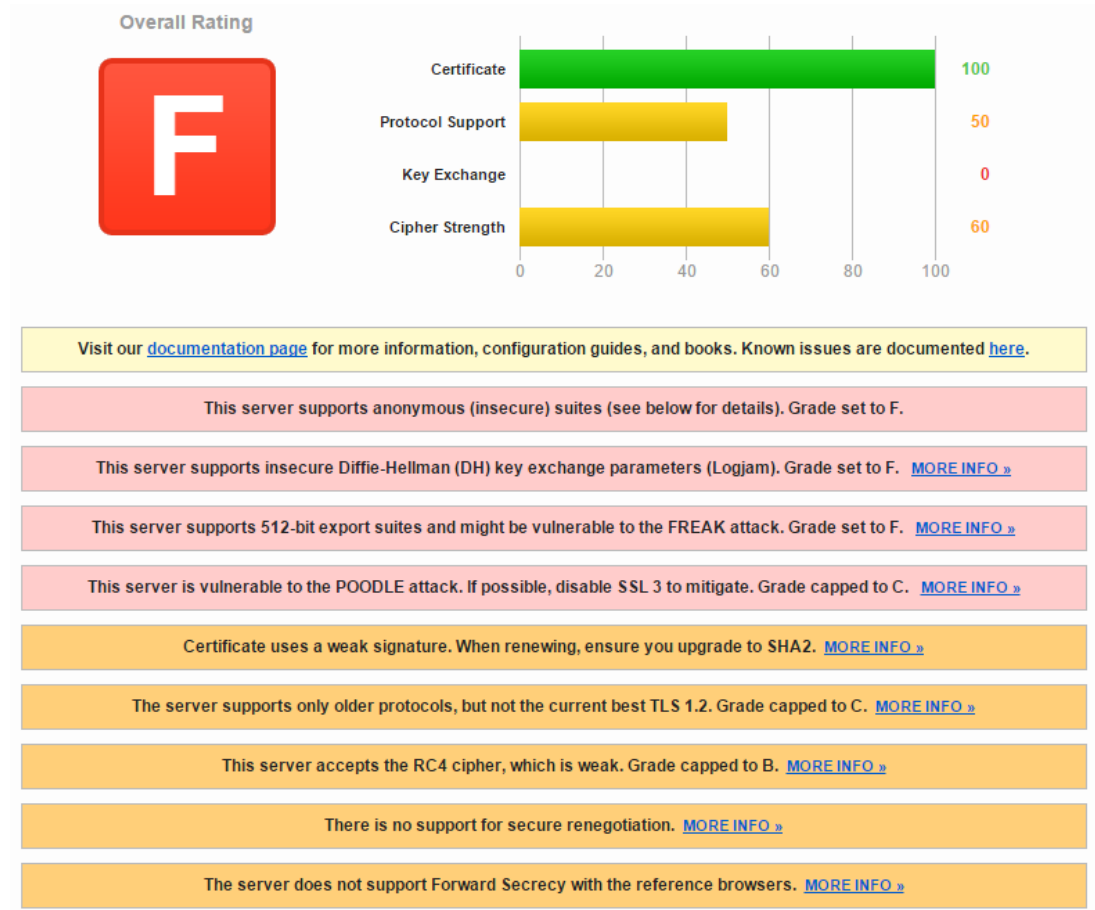 Overall Rating
F
Certificate 100
Protocol Support 50
Key Exchange 0
Cipher Strength 60
0 20 40 60 80 100
Visit our documentation page for more information, configuration guides, and books. Known issues are documented here.
This server supports anonymous (insecure) suites (see below for details). Grade set to F.
This server supports insecure Diffie-Hellman (DH) key exchange parameters (Logjam). Grade set to F. MORE INFO »
This server supports 512-bit export suites and might be vulnerable to the FREAK attack. Grade set to F. MORE INFO »
This server is vulnerable to the POODLE attack. If possible, disable SSL 3 to mitigate. Grade capped to C. MORE INFO »
Certificate uses a weak signature. When renewing, ensure you upgrade to SHA2. MORE INFO »
The server supports only older protocols, but not the current best TLS 1.2. Grade capped to C. MORE INFO »
This server accepts the RC4 cipher, which is weak. Grade capped to B. MORE INFO »
There is no support for secure renegotiation. MORE INFO »
The server does not support Forward Secrecy with the reference browsers. MORE INFO »